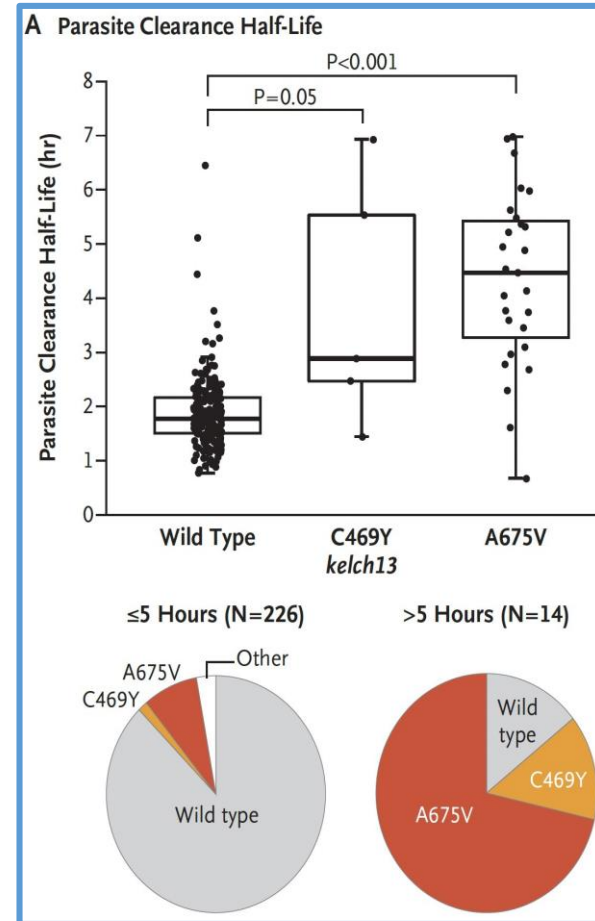 A Parasite Clearance Half-Life
P<0.001
P=0.05
Parasite Clearance Half-Life (hr)
8
7
6
5
4
3
2
1
0
Wild Type
C469Y
A675V
kelch13
≤5 Hours (N=226)
>5 Hours (N=14)
Other
A675V
C469Y
Wild type
Wild
type
C469Y
A675V